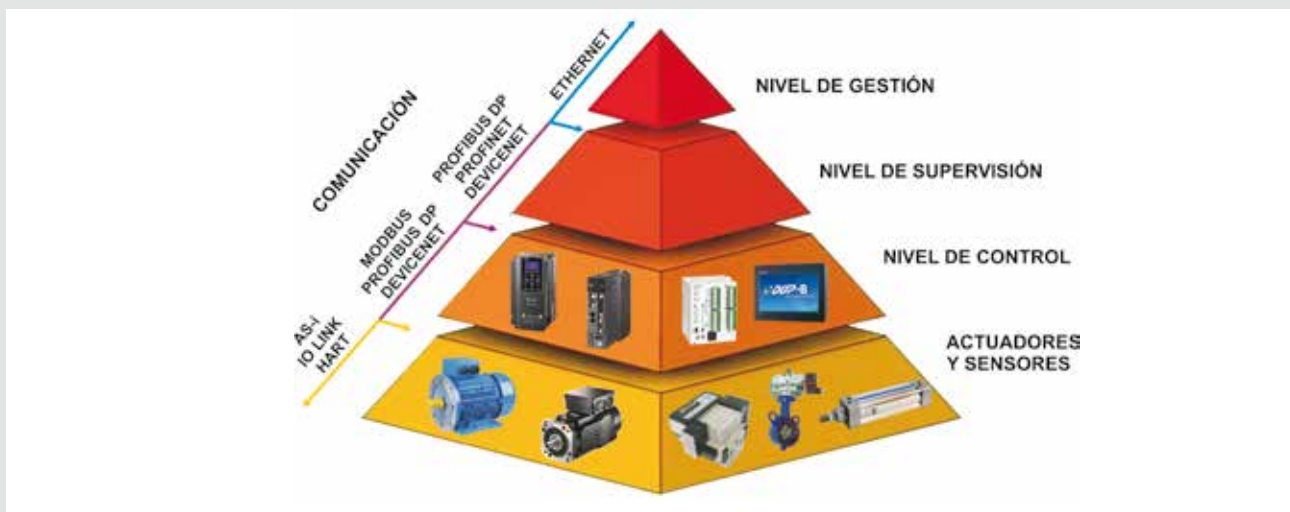 COMUNICACIÓN
ETHERNET
PROFIBUS DP
PROFINET
DEVICENET
MODBUS
PROFIBUS DP
DEVICENET
AS-i
IO LINK
HART
NIVEL DE GESTIÓN
NIVEL DE SUPERVISIÓN
NIVEL DE CONTROL
ACTUADORES
Y SENSORES